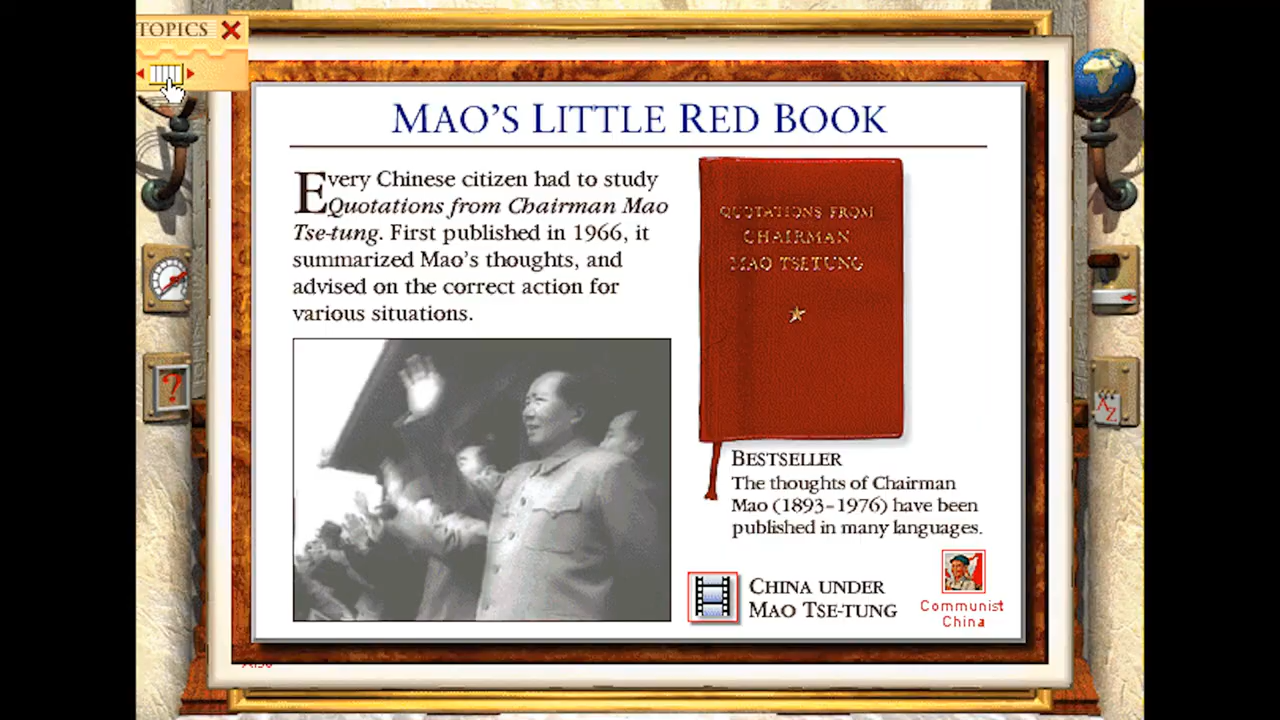 TOPICS
MAO'S LITTLE RED BOOK
Every Chinese citizen had to study
Quotations from Chairman Mao
Tse-tung. First published in 1966, it
summarized Mao's thoughts, and
advised on the correct action for
various situations.
QUOTATIONS FROM
CHAIRMAN
MAO TSETUNG
BESTSELLER
The thoughts of Chairman
Mao (1893–1976) have been
published in many languages.
CHINA UNDER
MAO TSE-TUNG
Communist
China
?
AZ